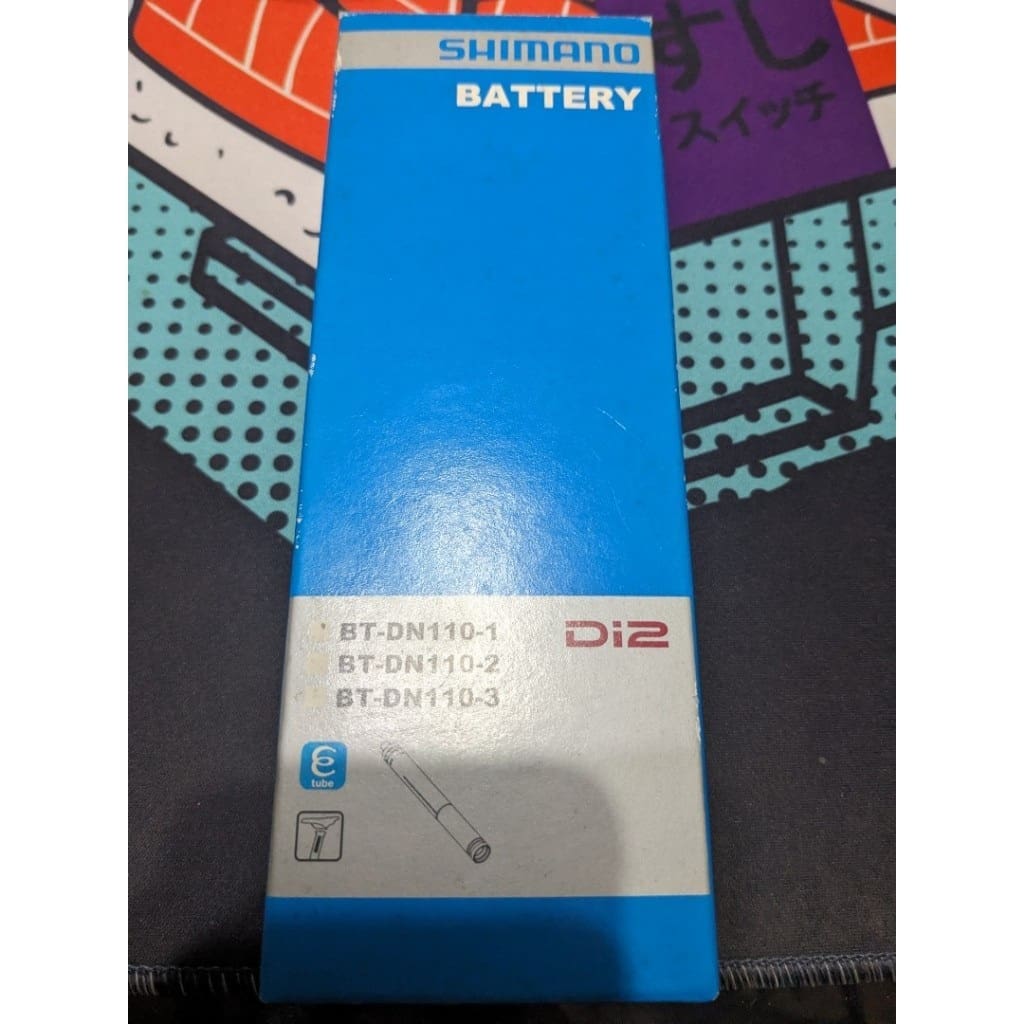 SHIMANO
BATTERY
すし
スイッチ
BT-DN110-1
BT-DN110-2
BT-DN110-3
Di2
e
tube